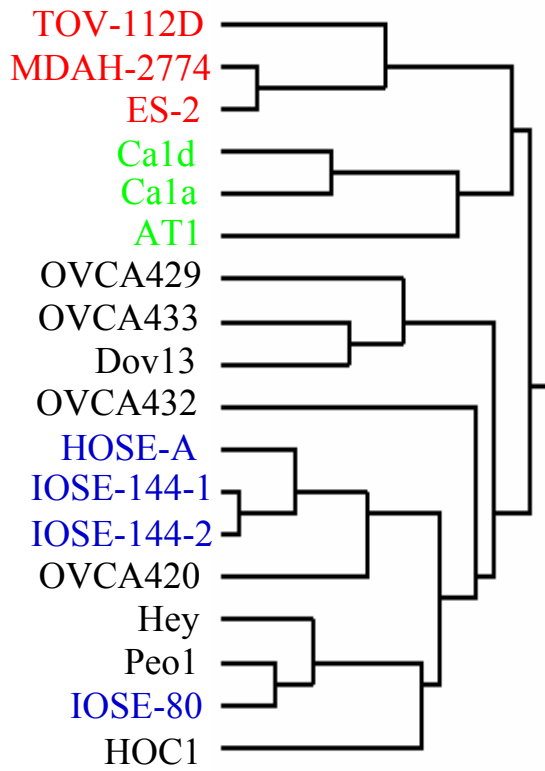 TOV-112D
MDAH-2774
ES-2
Ca1d
Ca1a
AT1
OVCA429
OVCA433
Dov13
OVCA432
HOSE-A
IOSE-144-1
IOSE-144-2
OVCA420
Hey
Peo1
IOSE-80
HOC1